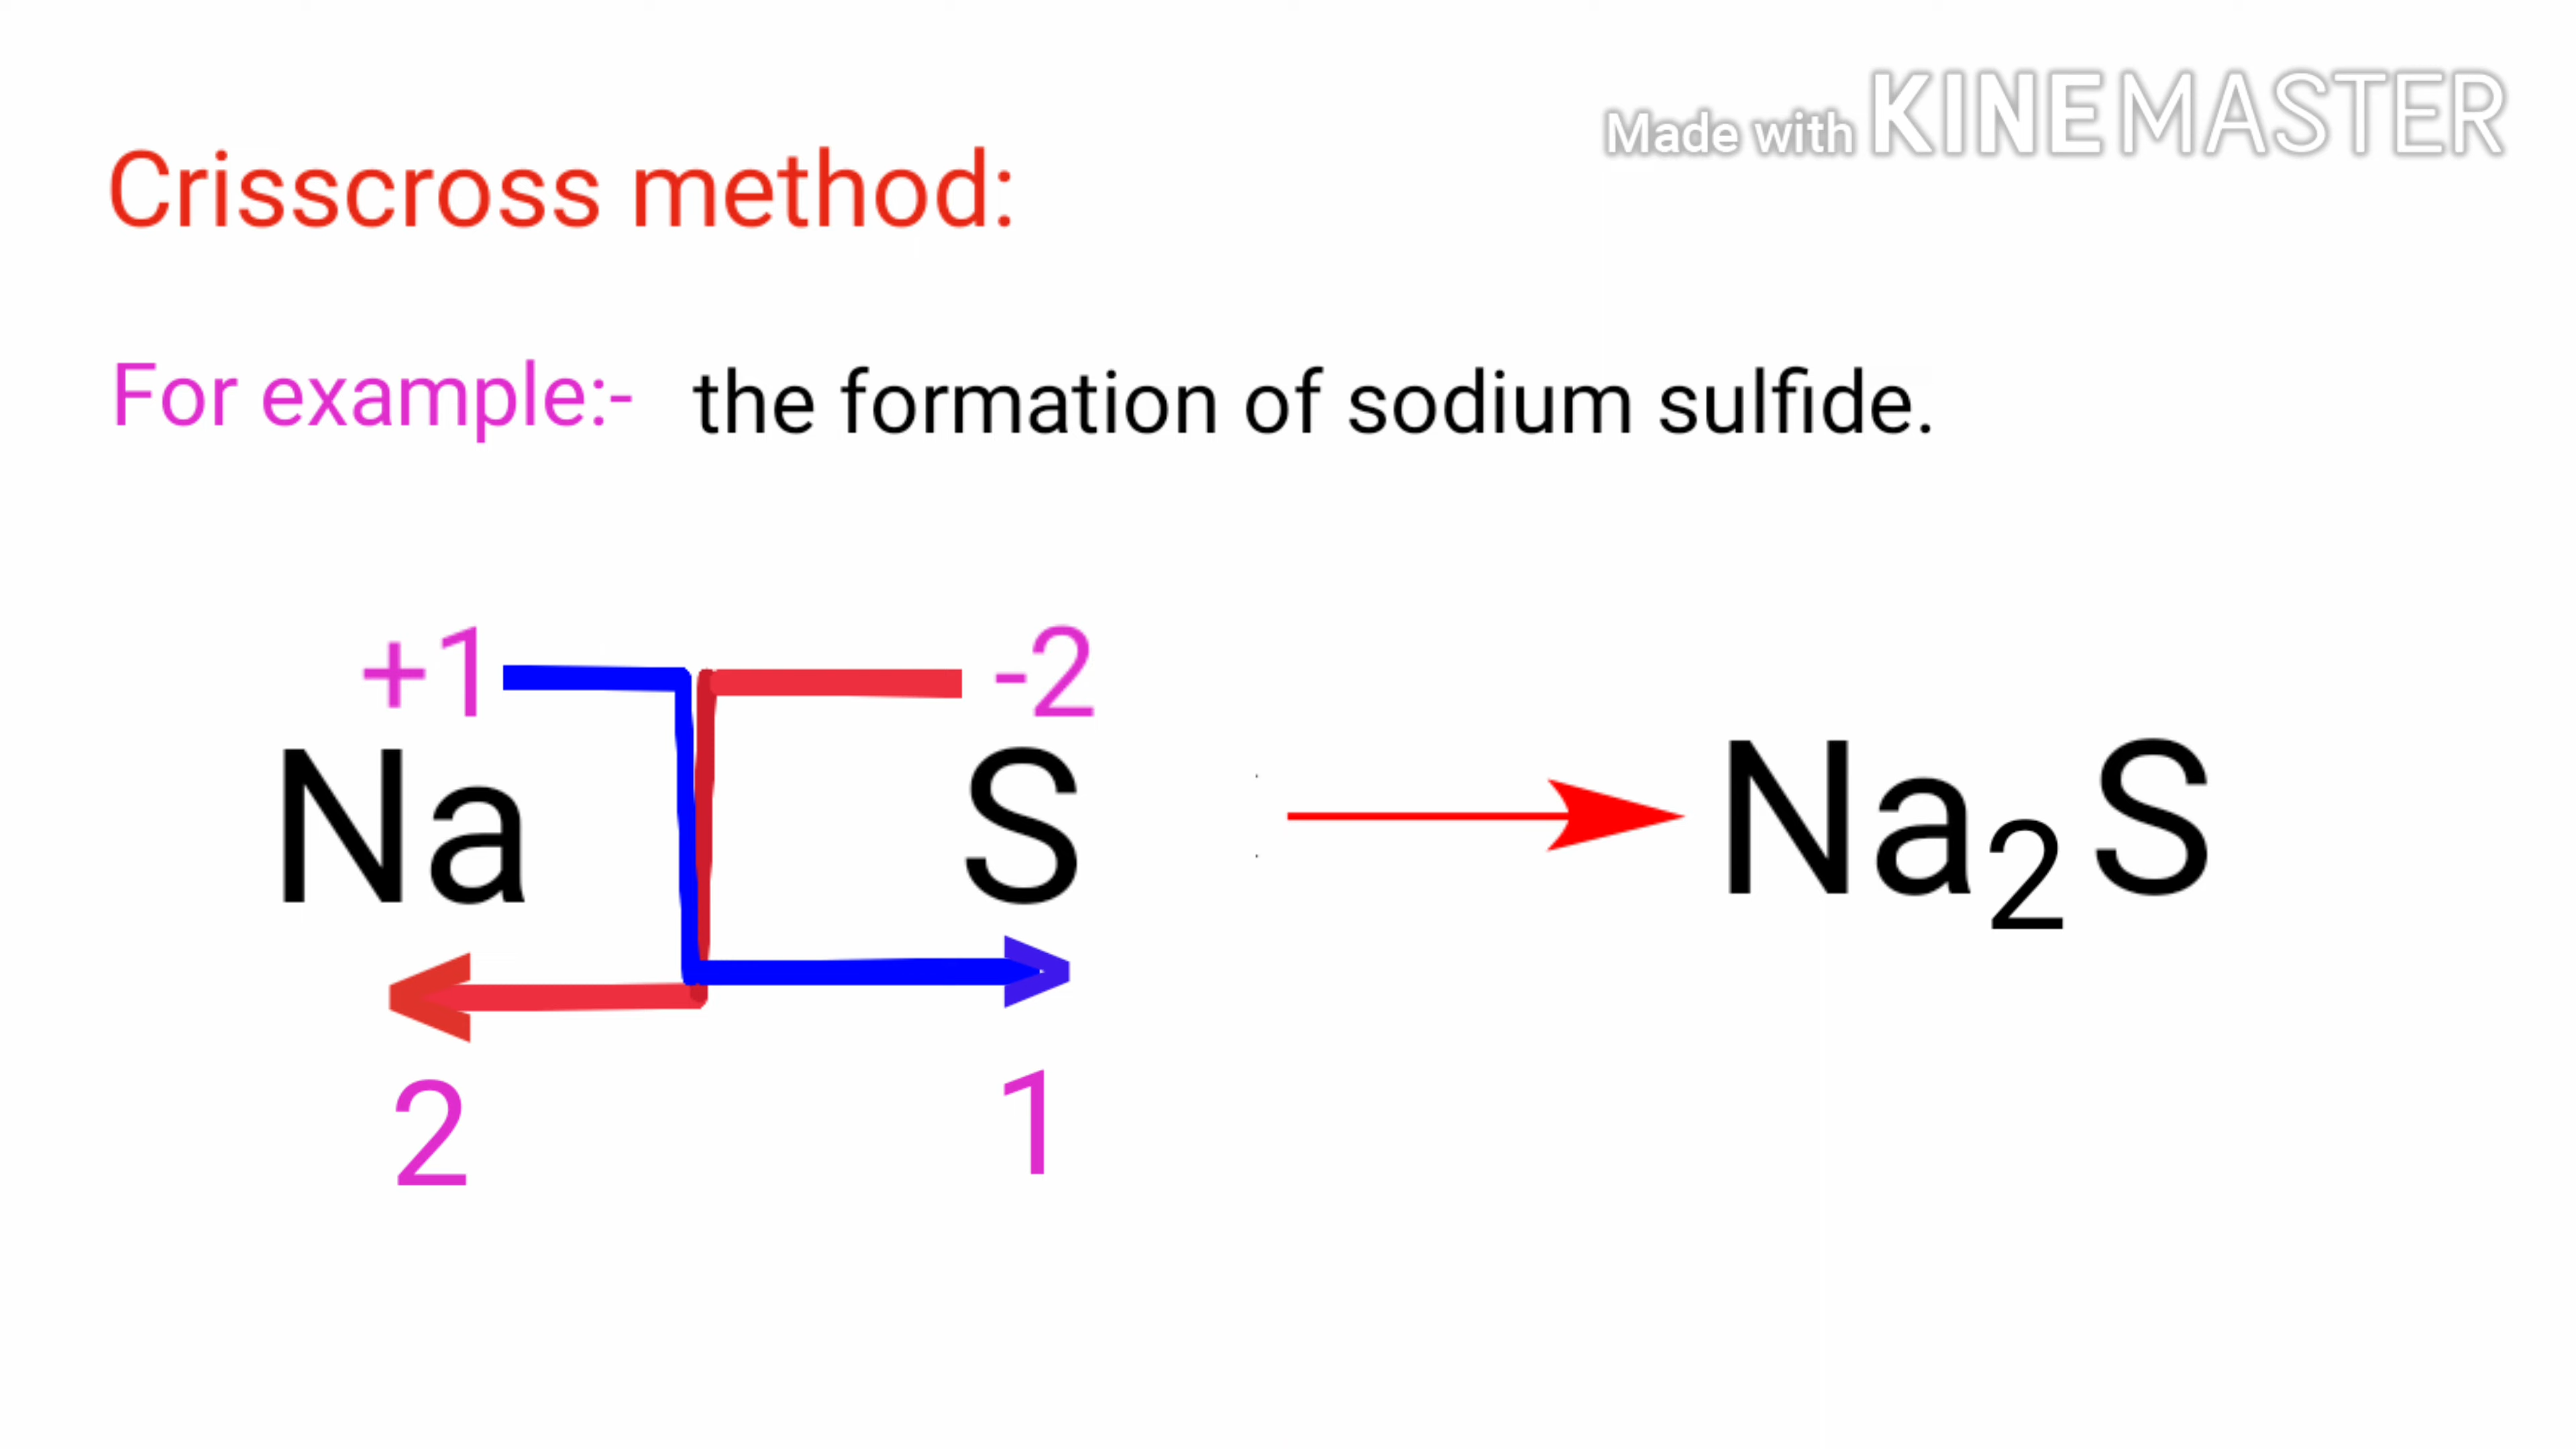 Made with KINEMASTER
Crisscross method:
For example:- the formation of sodium sulfide.
+1 -2
Na S Na₂S
2 1